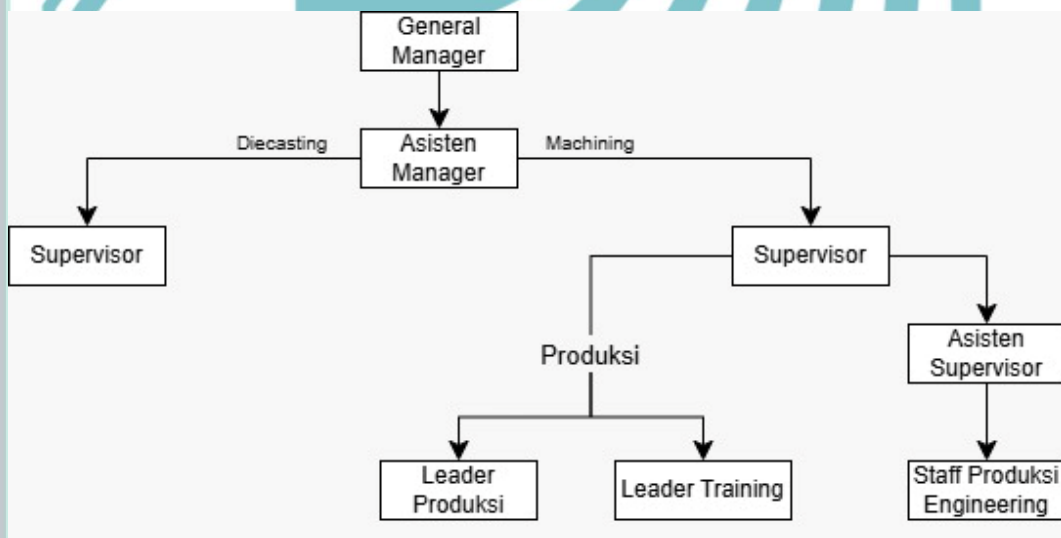 General
Manager
Diecasting
Asisten
Manager
Machining
Supervisor
Supervisor
Asisten
Supervisor
Produksi
Leader
Produksi
Leader Training
Staff Produksi
Engineering